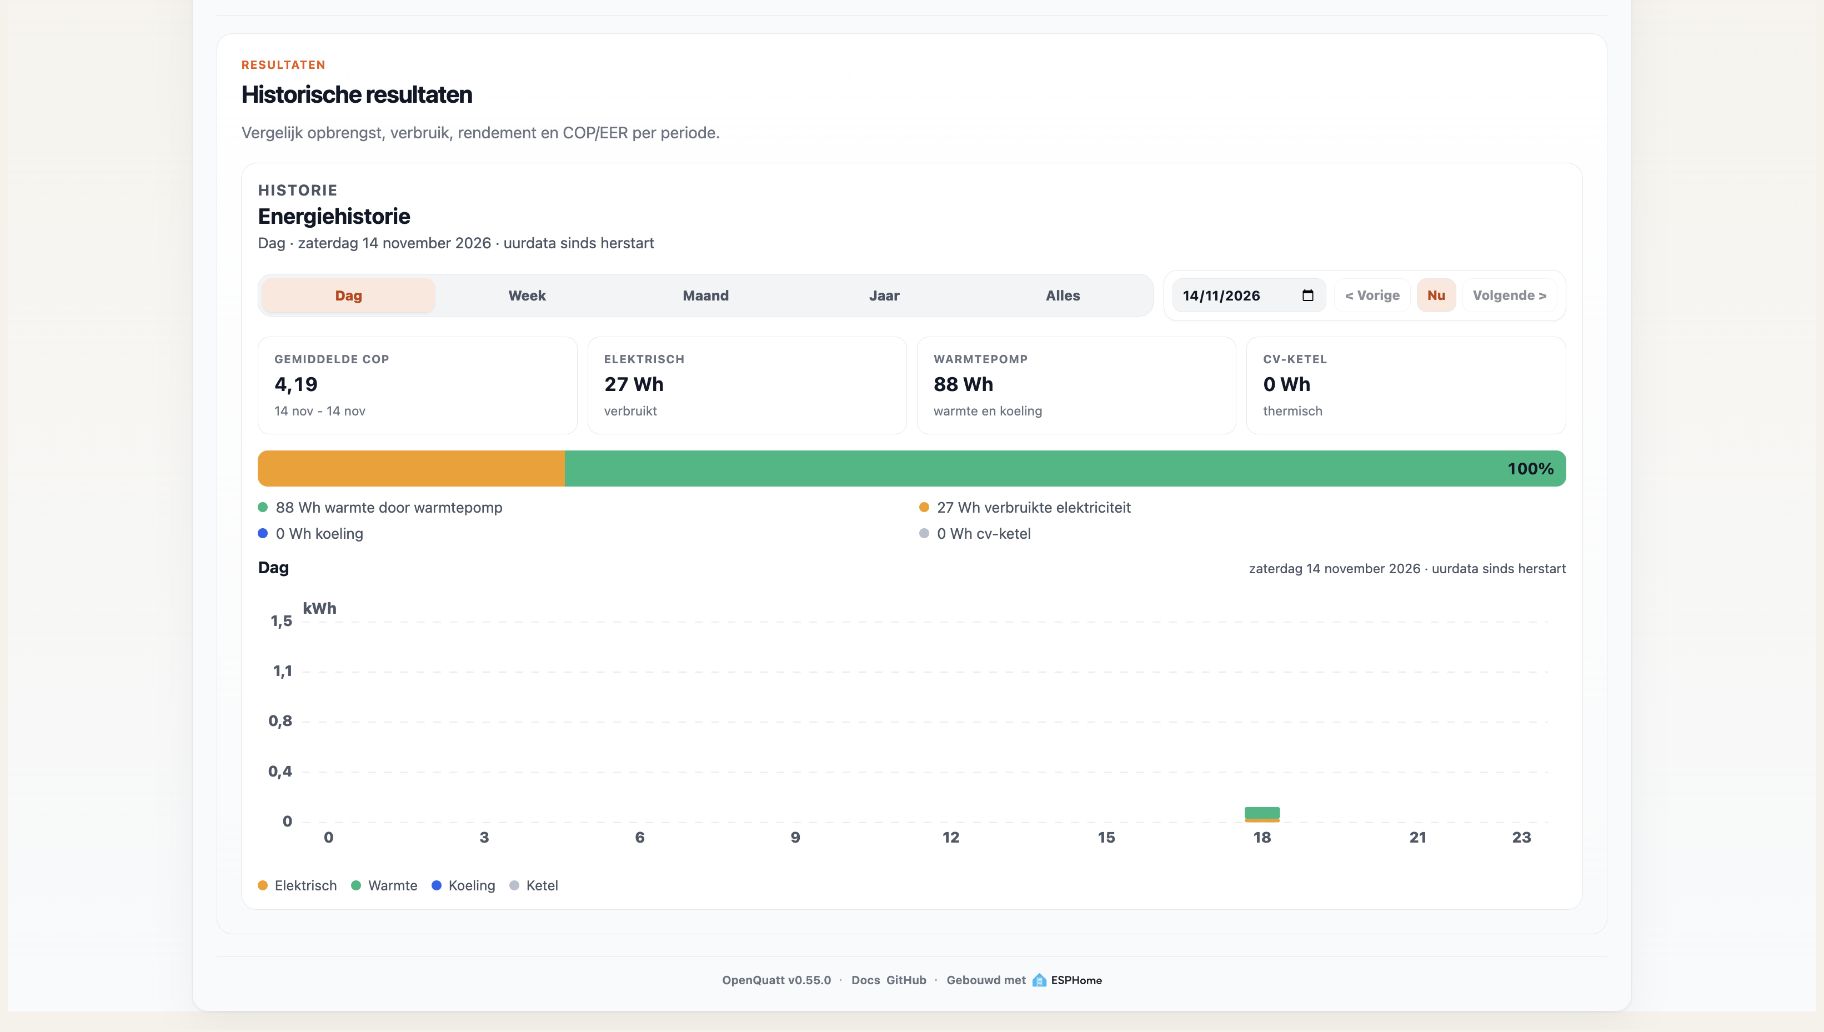 RESULTATEN
Historische resultaten
Vergelijk opbrengst, verbruik, rendement en COP/EER per periode.
HISTORIE
Energiehistorie
Dag · zaterdag 14 november 2026 · uurdata sinds herstart
Dag Week Maand Jaar Alles 14/11/2026 < Vorige Nu Volgende >
GEMIDDELDE COP ELEKTRISCH WARMTEPOMP CV-KETEL
4,19 27 Wh 88 Wh 0 Wh
14 nov - 14 nov verbruikt warmte en koeling thermisch
100%
88 Wh warmte door warmtepomp 27 Wh verbruikte elektriciteit
0 Wh koeling 0 Wh cv-ketel
Dag zaterdag 14 november 2026 · uurdata sinds herstart
kWh
1,5
1,1
0,8
0,4
0
0 3 6 9 12 15 18 21 23
Elektrisch Warmte Koeling Ketel
OpenQuatt v0.55.0 · Docs GitHub · Gebouwd met ESPHome